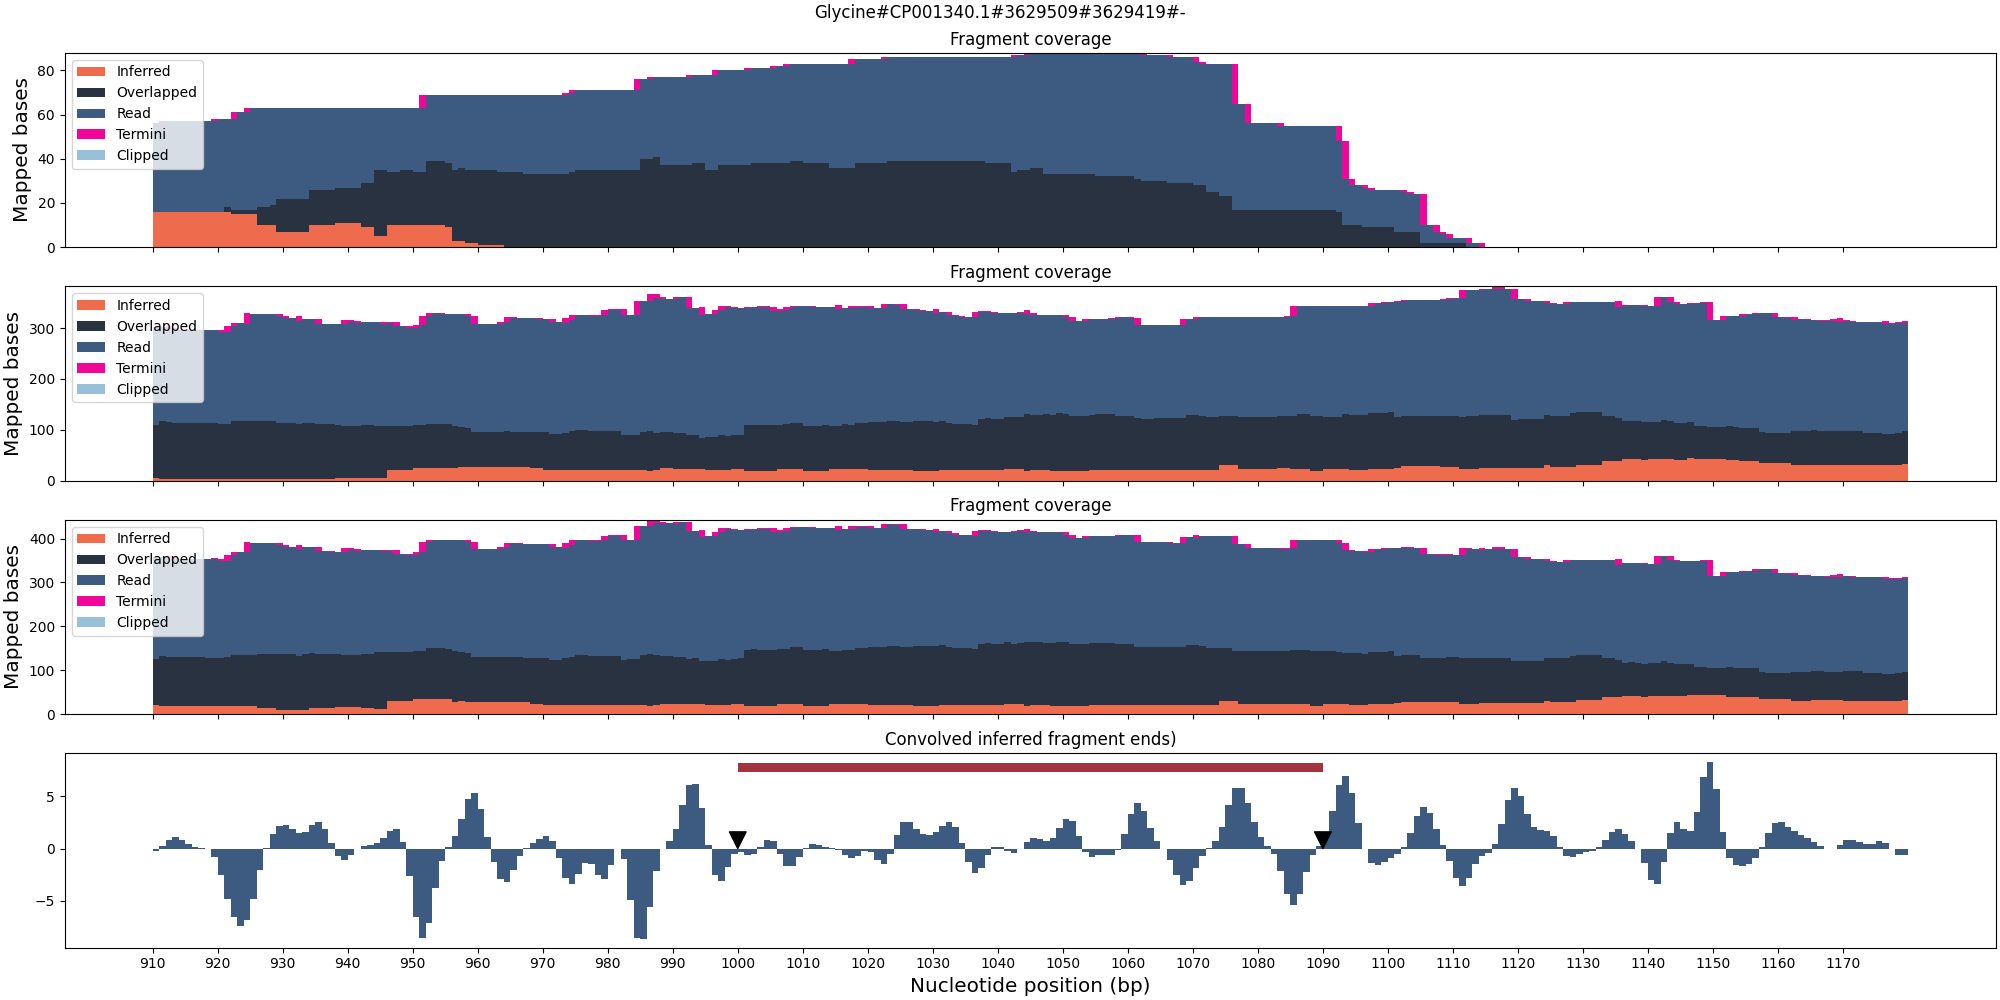 Glycine#CP001340.1#3629509#3629419#-
Fragment coverage
Mapped bases
80
60
40
20
0
Inferred
Overlapped
Read
Termini
Clipped
Fragment coverage
Mapped bases
300
200
100
0
Inferred
Overlapped
Read
Termini
Clipped
Fragment coverage
Mapped bases
400
300
200
100
0
Inferred
Overlapped
Read
Termini
Clipped
Convolved inferred fragment ends)
5
0
−5
910 920 930 940 950 960 970 980 990 1000 1010 1020 1030 1040 1050 1060 1070 1080 1090 1100 1110 1120 1130 1140 1150 1160 1170
Nucleotide position (bp)